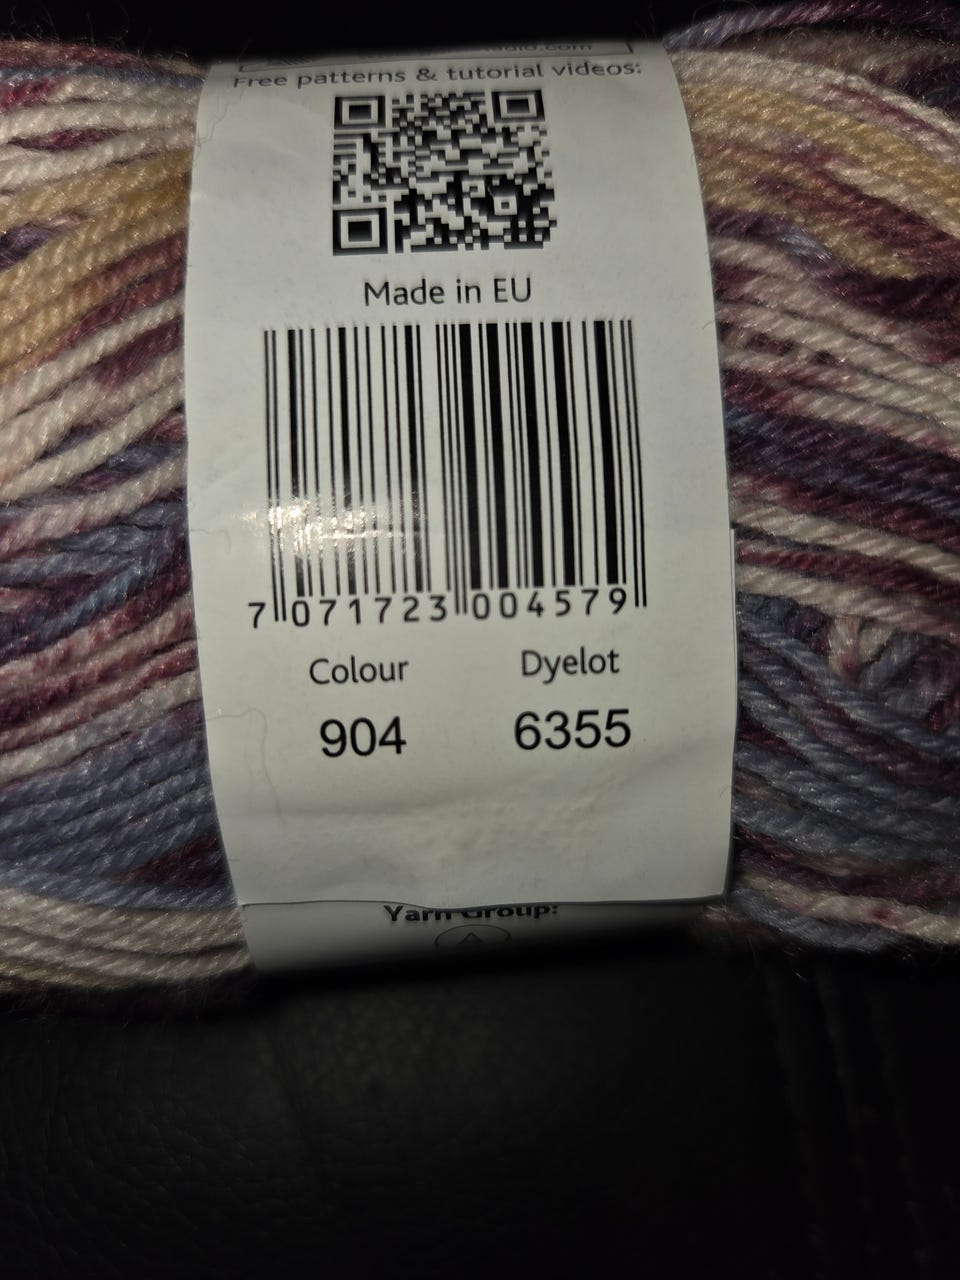 Free patterns & tutorial videos:
Made in EU
7 071723 004579
Colour Dyelot
904 6355
Yarn Group:
A